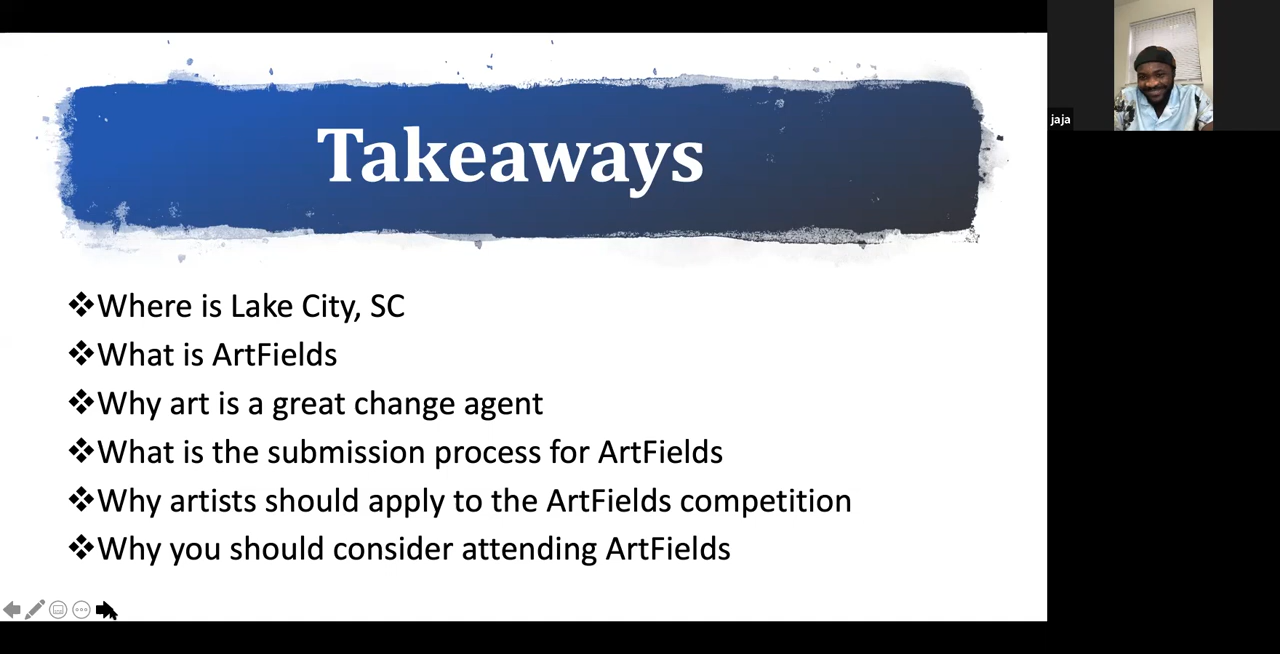 Takeaways
❖Where is Lake City, SC
❖What is ArtFields
❖Why art is a great change agent
❖What is the submission process for ArtFields
❖Why artists should apply to the ArtFields competition
❖Why you should consider attending ArtFields
jaja